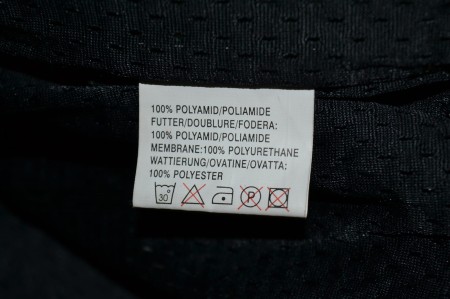 100% POLYAMID/POLIAMIDE
FUTTER/DOUBLURE/FODERA:
100% POLYAMID/POLIAMIDE
MEMBRANE:100% POLYURETHANE
WATTIERUNG/OVATINE/OVATTA:
100% POLYESTER
30° P